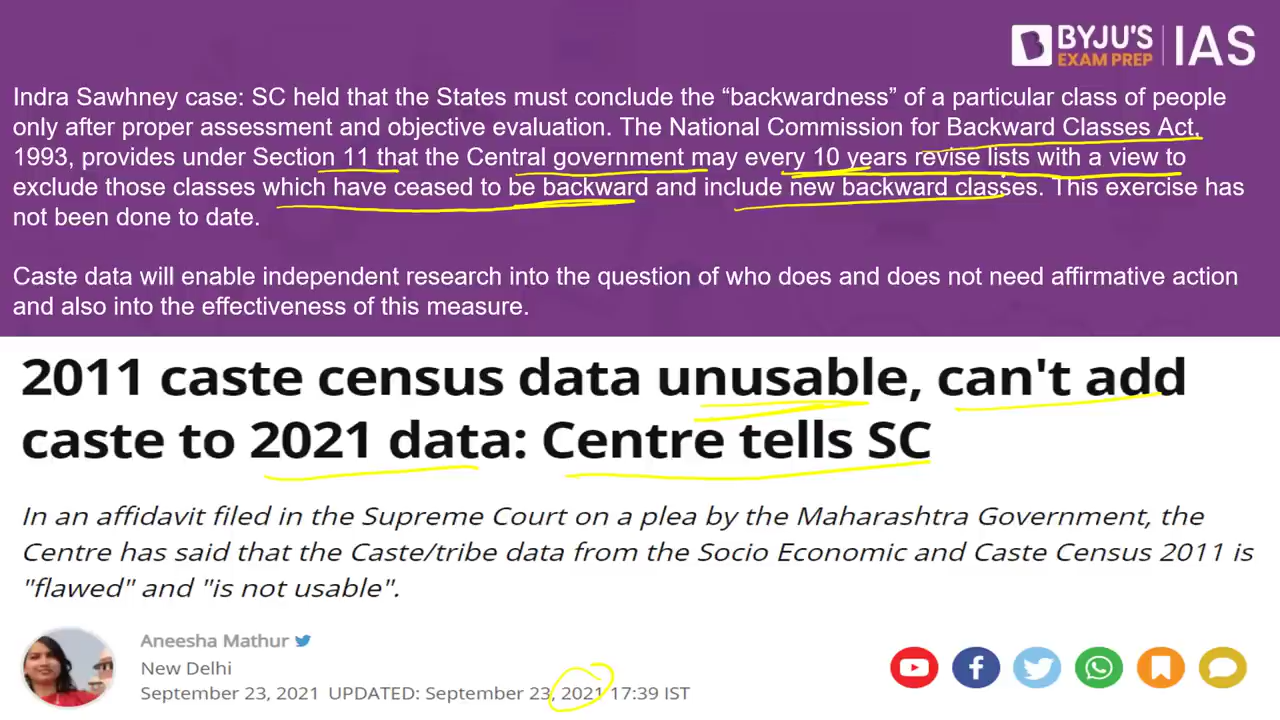 BYJU'S
EXAM PREP
IAS
Indra Sawhney case: SC held that the States must conclude the “backwardness” of a particular class of people
only after proper assessment and objective evaluation. The National Commission for Backward Classes Act,
1993, provides under Section 11 that the Central government may every 10 years revise lists with a view to
exclude those classes which have ceased to be backward and include new backward classes. This exercise has
not been done to date.
Caste data will enable independent research into the question of who does and does not need affirmative action
and also into the effectiveness of this measure.
2011 caste census data unusable, can't add
caste to 2021 data: Centre tells SC
In an affidavit filed in the Supreme Court on a plea by the Maharashtra Government, the
Centre has said that the Caste/tribe data from the Socio Economic and Caste Census 2011 is
"flawed" and "is not usable".
Aneesha Mathur
New Delhi
September 23, 2021 UPDATED: September 23, 2021 17:39 IST